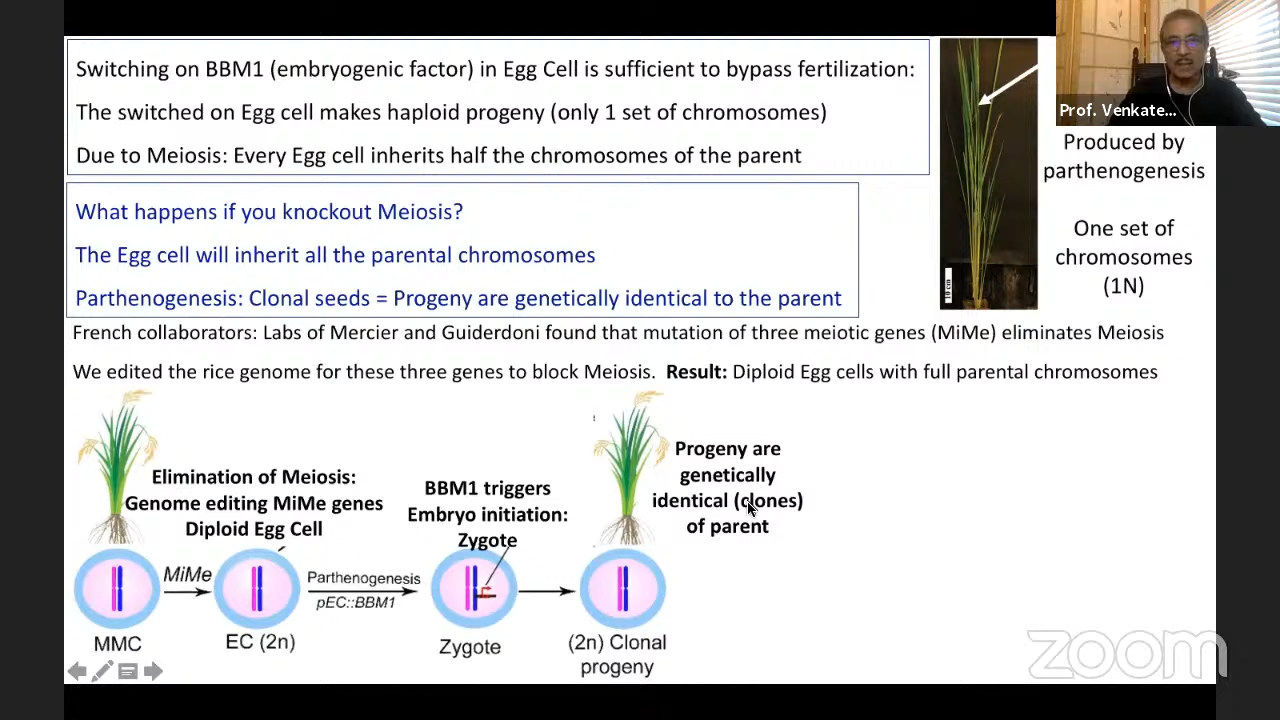 Switching on BBM1 (embryogenic factor) in Egg Cell is sufficient to bypass fertilization:
The switched on Egg cell makes haploid progeny (only 1 set of chromosomes)
Due to Meiosis: Every Egg cell inherits half the chromosomes of the parent
Prof. Venkate...
Produced by
parthenogenesis
One set of
chromosomes
(1N)
10 cm
What happens if you knockout Meiosis?
The Egg cell will inherit all the parental chromosomes
Parthenogenesis: Clonal seeds = Progeny are genetically identical to the parent
French collaborators: Labs of Mercier and Guiderdoni found that mutation of three meiotic genes (MiMe) eliminates Meiosis
We edited the rice genome for these three genes to block Meiosis. Result: Diploid Egg cells with full parental chromosomes
Elimination of Meiosis:
Genome editing MiMe genes
Diploid Egg Cell
BBM1 triggers
Embryo initiation:
Zygote
Progeny are
genetically
identical (clones)
of parent
MiMe
Parthenogenesis
pEC::BBM1
MMC
EC (2n)
Zygote
(2n) Clonal
progeny
zoom